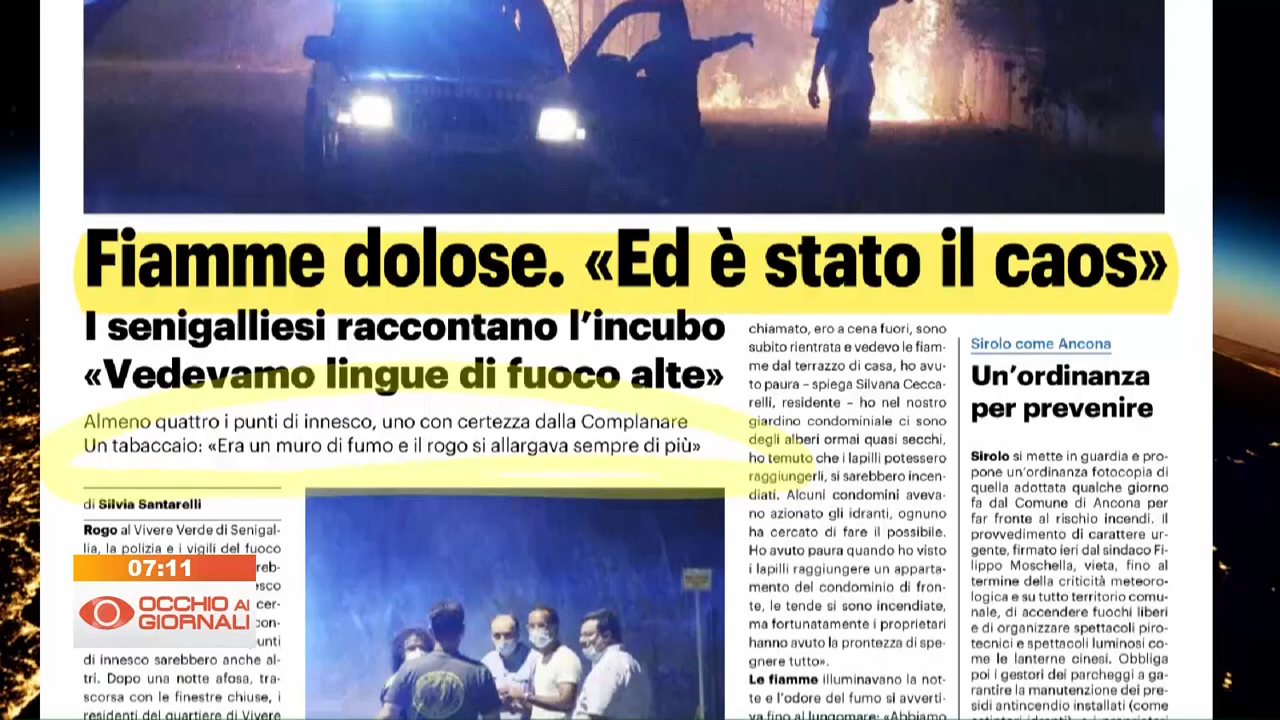 Fiamme dolose. «Ed è stato il caos»
I senigalliesi raccontano l'incubo
«Vedevamo lingue di fuoco alte»
Almeno quattro i punti di innesco, uno con certezza dalla Complanare
Un tabaccaio: «Era un muro di fumo e il rogo si allargava sempre di più»
di Silvia Santarelli
Rogo al Vivere Verde di Senigal-
lia, la polizia e i vigili del fuoco
di innesco sarebbero anche al-
tri. Dopo una notte afosa, tra-
scorsa con le finestre chiuse, i
residenti del quartiere di Vivere
chiamato, ero a cena fuori, sono
subito rientrata e vedevo le fiam-
me dal terrazzo di casa, ho avu-
to paura – spiega Silvana Cecca-
relli, residente – ho nel nostro
giardino condominiale ci sono
degli alberi ormai quasi secchi,
ho temuto che i lapilli potessero
raggiungerli, si sarebbero incen-
diati. Alcuni condomini aveva-
no azionato gli idranti, ognuno
ha cercato di fare il possibile.
Ho avuto paura quando ho visto
i lapilli raggiungere un apparta-
mento del condominio di fron-
te, le tende si sono incendiate,
ma fortunatamente i proprietari
hanno avuto la prontezza di spe-
gnere tutto».
Le fiamme illuminavano la not-
te e l'odore del fumo si avverti-
va fino al lungomare: «Abbiamo
Sirolo come Ancona
Un'ordinanza
per prevenire
Sirolo si mette in guardia e pro-
pone un'ordinanza fotocopia di
quella adottata qualche giorno
fa dal Comune di Ancona per
far fronte al rischio incendi. Il
provvedimento di carattere ur-
gente, firmato ieri dal sindaco Fi-
lippo Moschella, vieta, fino al
termine della criticità meteoro-
logica e su tutto territorio comu-
nale, di accendere fuochi liberi
e di organizzare spettacoli piro-
tecnici e spettacoli luminosi co-
me le lanterne cinesi. Obbliga
poi i gestori dei parcheggi a ga-
rantire la manutenzione dei pre-
sidi antincendio installati (come
07:11
OCCHIO AI
GIORNALI